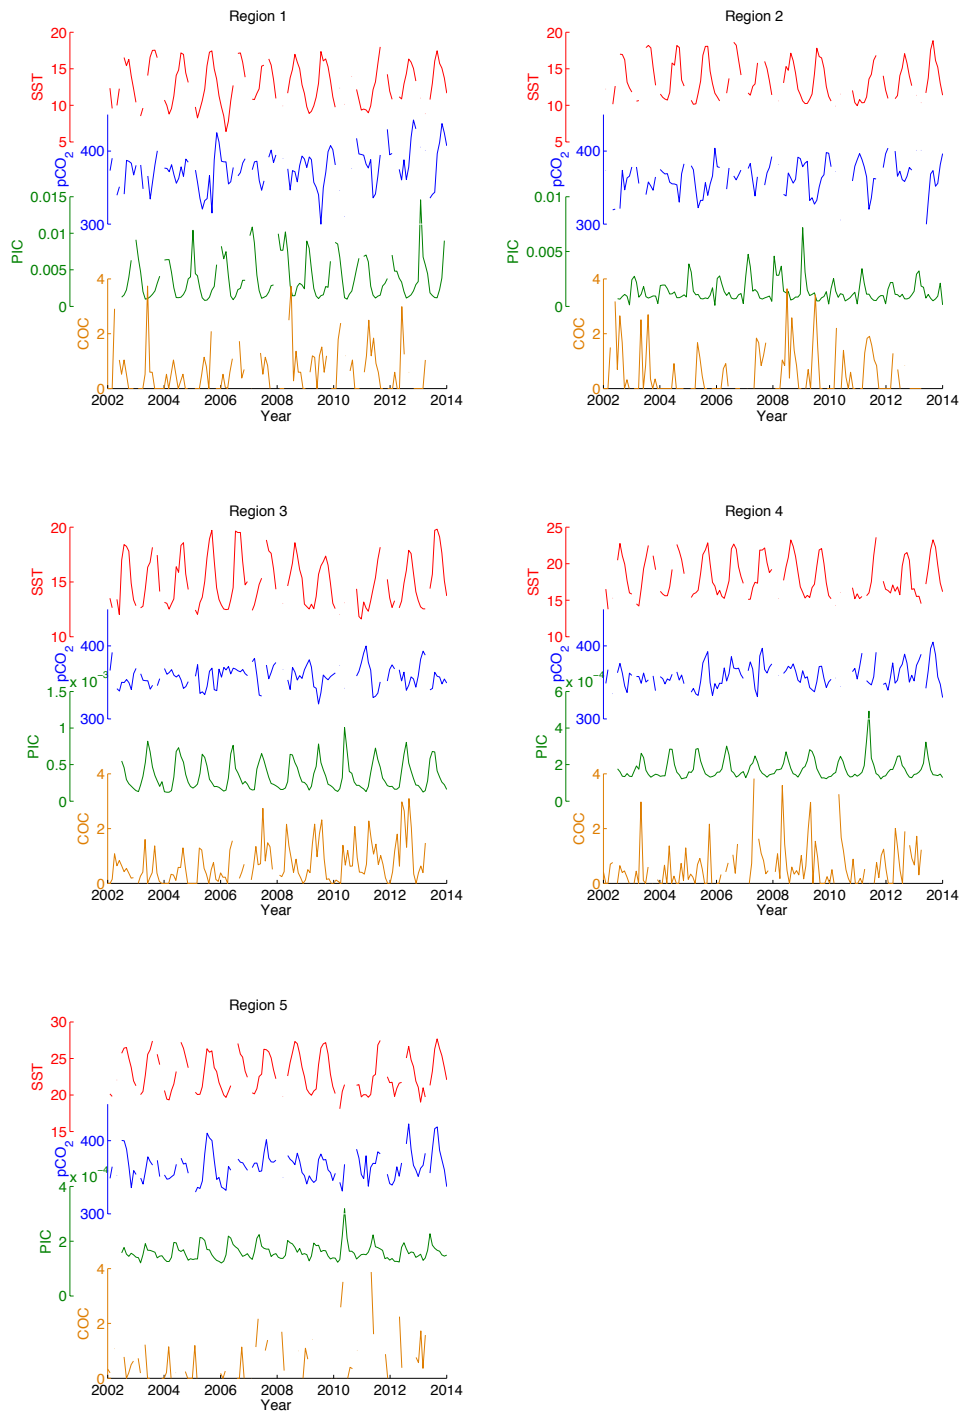 Region 1
20
15
10
5
SST
400
300
pCO2
0.015
0.01
0.005
0
PIC
4
2
0
COC
2002 2004 2006 2008 2010 2012 2014
Year
Region 2
20
15
10
5
SST
400
300
pCO2
0.01
0.005
0
PIC
4
2
0
COC
2002 2004 2006 2008 2010 2012 2014
Year
Region 3
20
15
10
SST
400
300
pCO2
x 10−3
1.5
1
0.5
0
PIC
4
2
0
COC
2002 2004 2006 2008 2010 2012 2014
Year
Region 4
25
20
15
10
SST
400
300
pCO2
x 10−4
6
4
2
0
PIC
4
2
0
COC
2002 2004 2006 2008 2010 2012 2014
Year
Region 5
30
25
20
15
SST
400
300
pCO2
x 10−4
4
2
0
PIC
4
2
0
COC
2002 2004 2006 2008 2010 2012 2014
Year